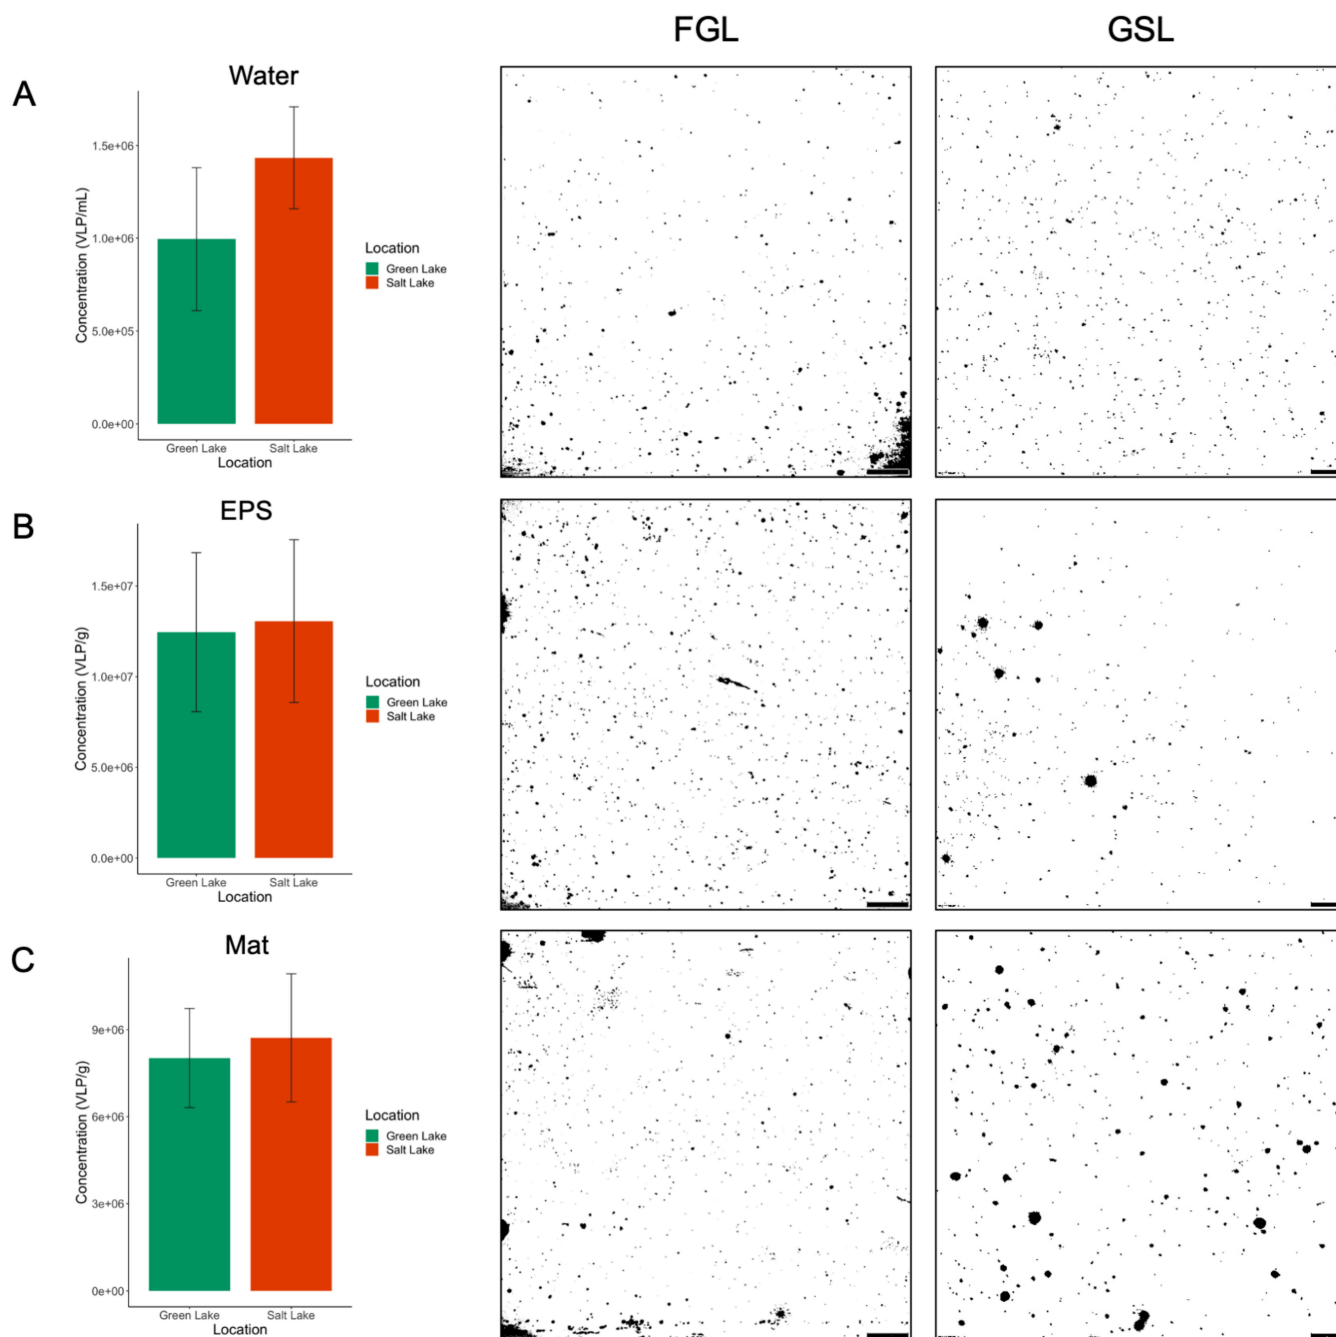 FGL
GSL
A
Water
Concentration (VLP/mL)
1.5e+06
1.0e+06
5.0e+05
0.0e+00
Green Lake
Salt Lake
Location
Location
Green Lake
Salt Lake
B
EPS
Concentration (VLP/g)
1.5e+07
1.0e+07
5.0e+06
0.0e+00
Green Lake
Salt Lake
Location
Location
Green Lake
Salt Lake
C
Mat
Concentration (VLP/g)
9e+06
6e+06
3e+06
0e+00
Green Lake
Salt Lake
Location
Location
Green Lake
Salt Lake